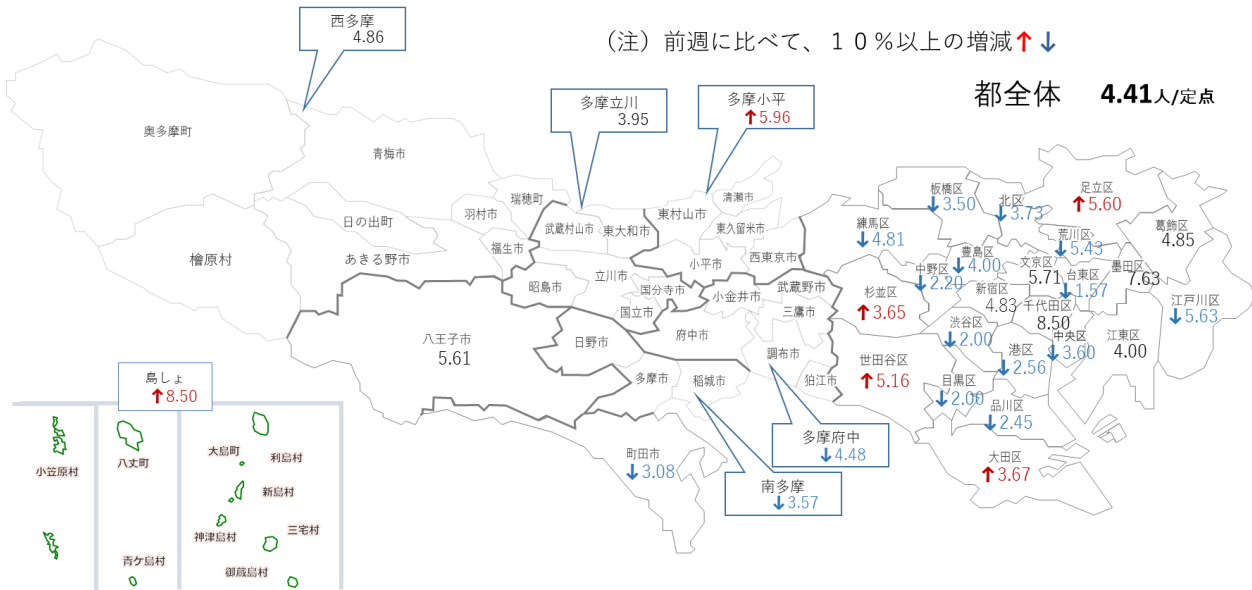 （注）前週に比べて、１０％以上の増減↑↓
都全体 4.41人/定点
西多摩
4.86
多摩立川
3.95
多摩小平
↑5.96
奥多摩町
青梅市
瑞穂町
羽村市
日の出町
福生市
あきる野市
檜原村
武蔵村山市
東大和市
東村山市
清瀬市
東久留米市
小平市
西東京市
昭島市
立川市
国分寺市
国立市
小金井市
武蔵野市
三鷹市
府中市
調布市
狛江市
日野市
多摩市
稲城市
八王子市
5.61
町田市
↓3.08
南多摩
↓3.57
多摩府中
↓4.48
板橋区
↓3.50
北区
↓3.73
足立区
↑5.60
練馬区
↓4.81
豊島区
↓4.00
荒川区
↓5.43
葛飾区
4.85
中野区
↓2.20
文京区
5.71
台東区
↓1.57
墨田区
7.63
杉並区
↑3.65
新宿区
4.83
千代田区
8.50
江戸川区
↓5.63
渋谷区
↓2.00
港区
↓2.56
中央区
↓3.60
江東区
4.00
世田谷区
↑5.16
目黒区
↓2.00
品川区
↓2.45
大田区
↑3.67
島しょ
↑8.50
小笠原村
八丈町
青ケ島村
大島町
利島村
新島村
神津島村
三宅村
御蔵島村